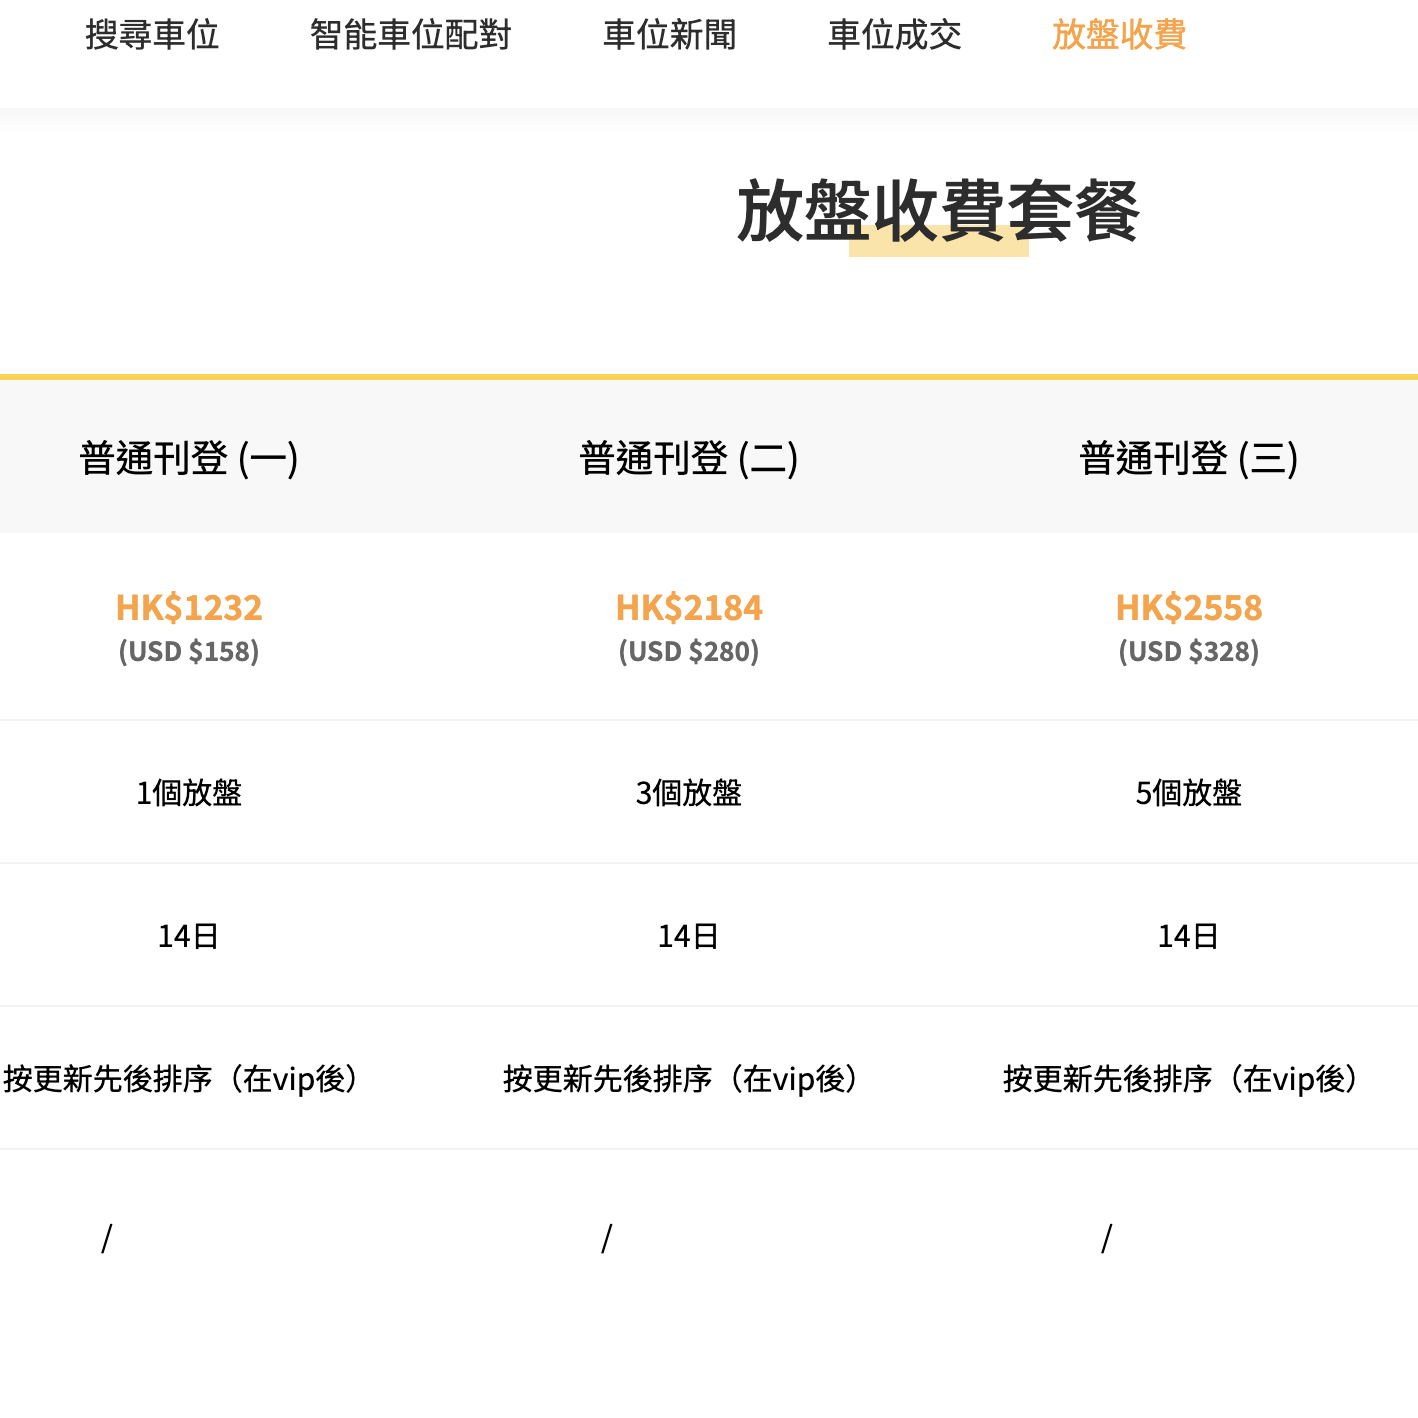 搜尋車位 智能車位配對 車位新聞 車位成交 放盤收費
放盤收費套餐
普通刊登 (一) 普通刊登 (二) 普通刊登 (三)
HK$1232 HK$2184 HK$2558
(USD $158) (USD $280) (USD $328)
1個放盤 3個放盤 5個放盤
14日 14日 14日
按更新先後排序（在vip後） 按更新先後排序（在vip後） 按更新先後排序（在vip後）
/ / /